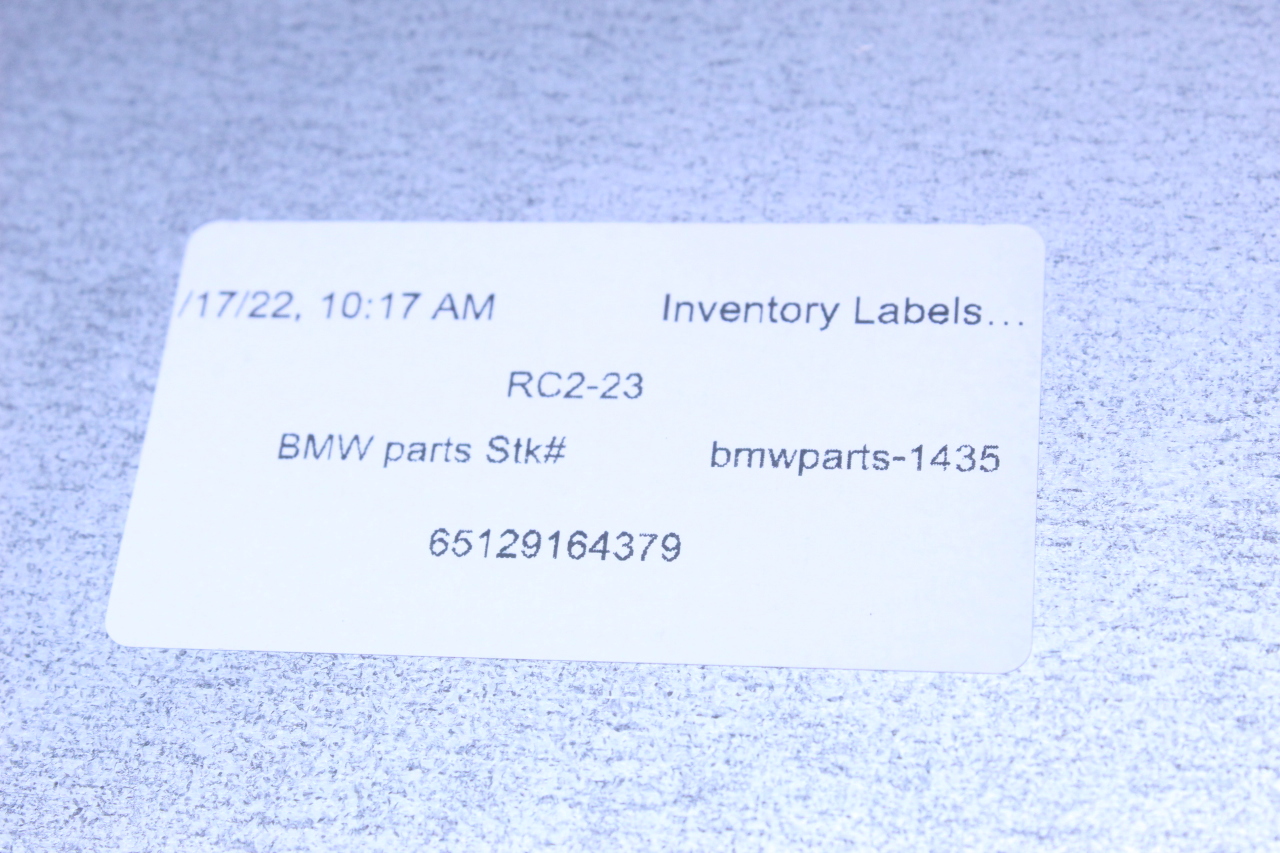 /17/22, 10:17 AM Inventory Labels...
RC2-23
BMW parts Stk# bmwparts-1435
65129164379